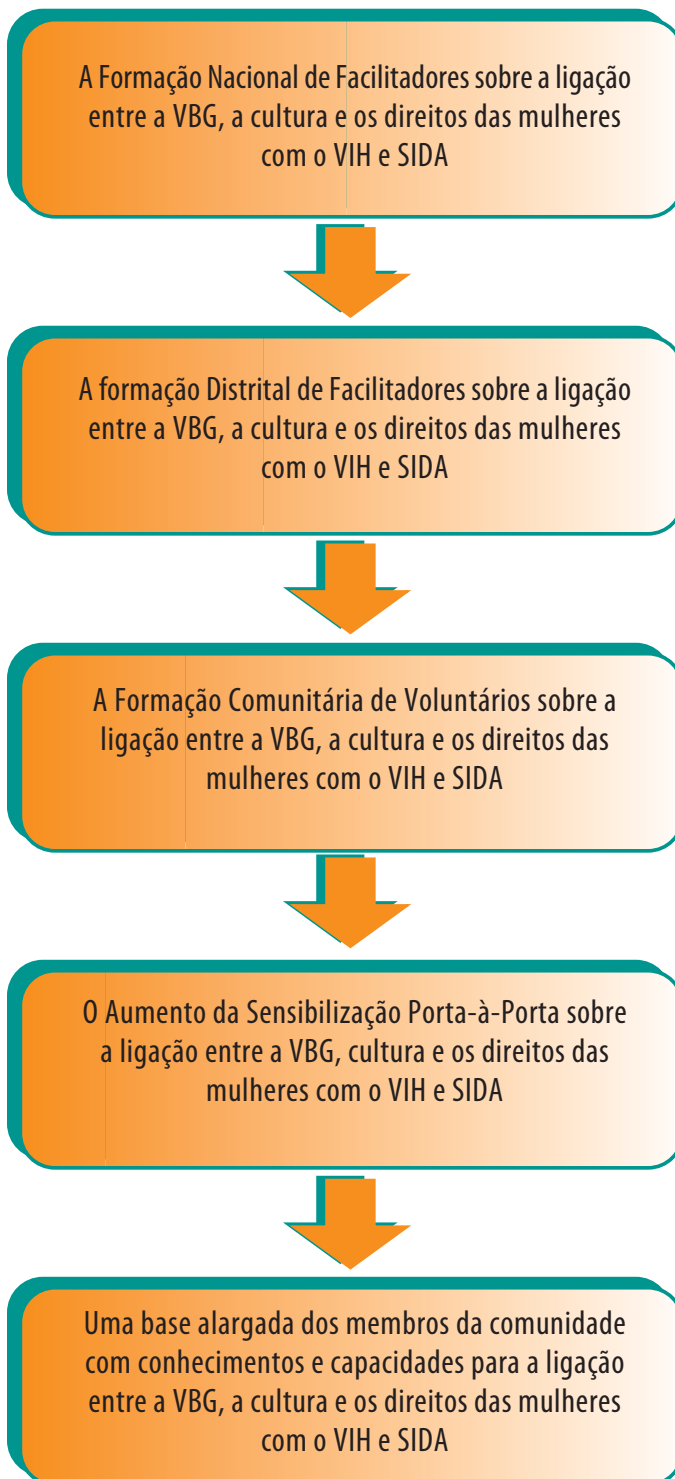 A Formação Nacional de Facilitadores sobre a ligação
entre a VBG, a cultura e os direitos das mulheres
com o VIH e SIDA
A formação Distrital de Facilitadores sobre a ligação
entre a VBG, a cultura e os direitos das mulheres
com o VIH e SIDA
A Formação Comunitária de Voluntários sobre a
ligação entre a VBG, a cultura e os direitos das
mulheres com o VIH e SIDA
O Aumento da Sensibilização Porta-à-Porta sobre
a ligação entre a VBG, cultura e os direitos das
mulheres com o VIH e SIDA
Uma base alargada dos membros da comunidade
com conhecimentos e capacidades para a ligação
entre a VBG, a cultura e os direitos das mulheres
com o VIH e SIDA